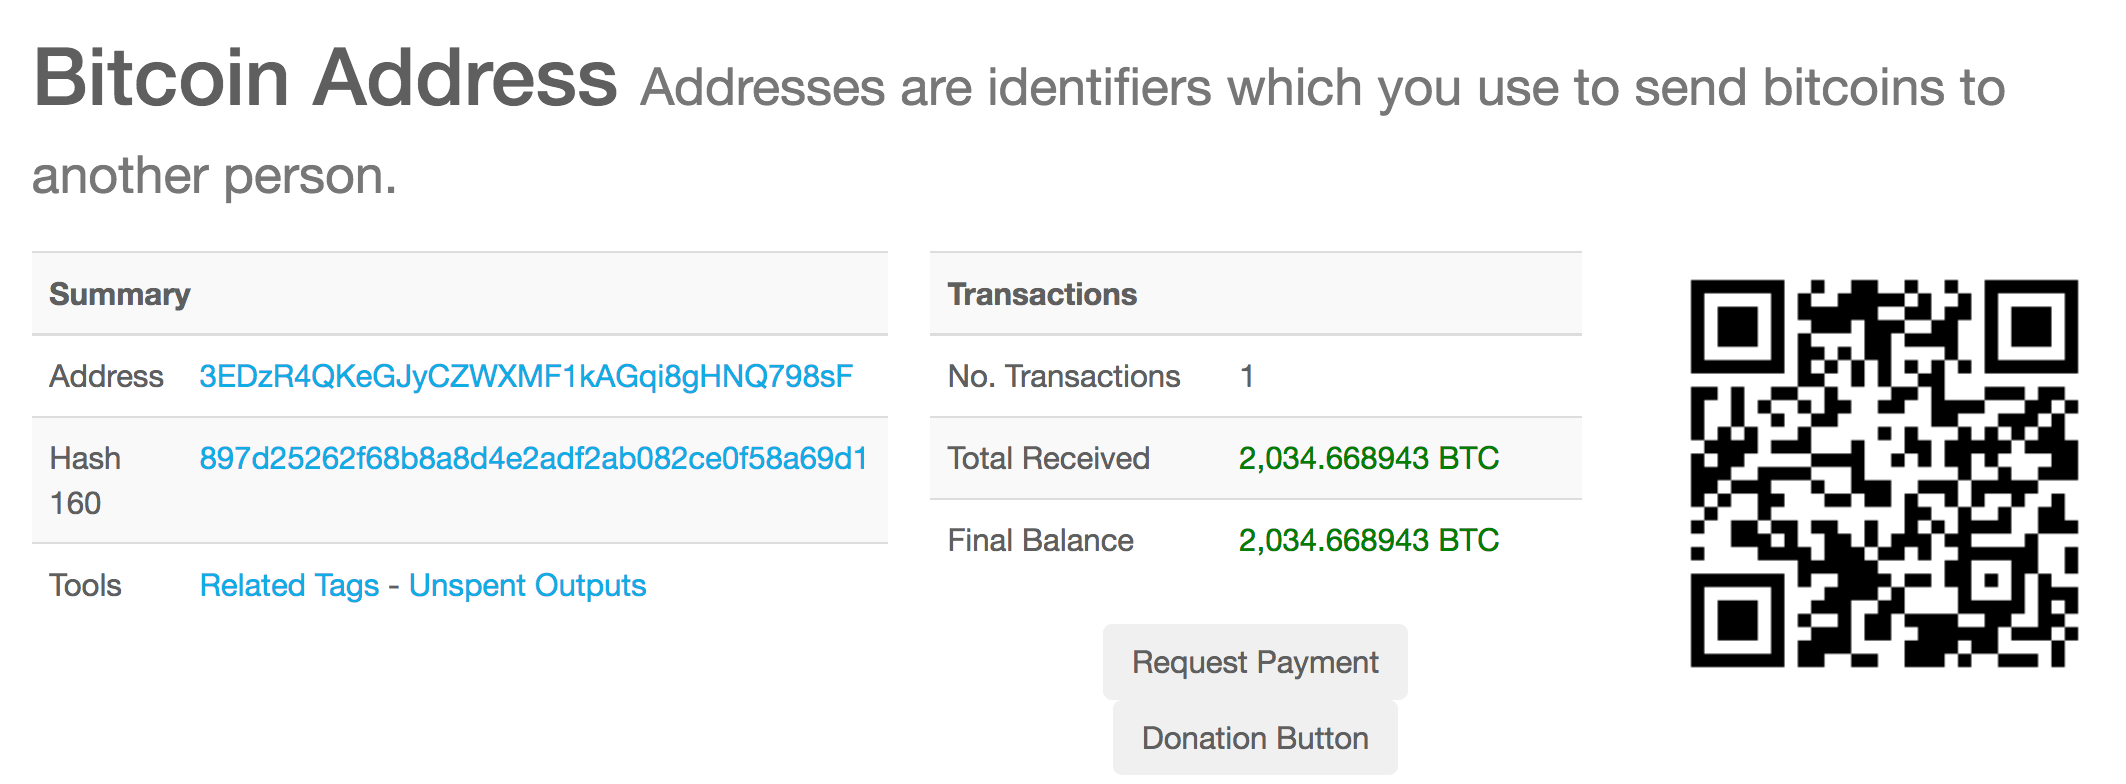 Bitcoin Address Addresses are identifiers which you use to send bitcoins to
another person.
Summary
Address 3EDzR4QKeGJyCZWXMF1kAGqi8gHNQ798sF
Hash 897d25262f68b8a8d4e2adf2ab082ce0f58a69d1
160
Tools Related Tags - Unspent Outputs
Transactions
No. Transactions 1
Total Received 2,034.668943 BTC
Final Balance 2,034.668943 BTC
Request Payment
Donation Button